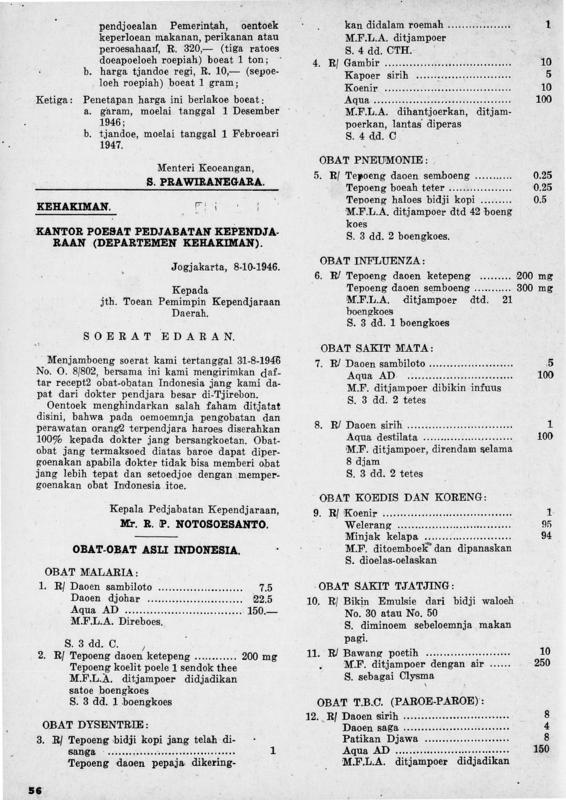 pendjoealan Pemerintah, oentoek
keperloean makanan, perikanan atau
peroesahaan, R. 320,— (tiga ratoes
doeapoeloeh roepiah) boeat 1 ton;
b. harga tjandoe regi, R. 10,— (sepoe-
loeh roepiah) boeat 1 gram;
Ketiga : Penetapan harga ini berlakoe boeat:
a. garam, moelai tanggal 1 Desember
1946;
b. tjandoe, moelai tanggal 1 Febroeari
1947.
Menteri Keoeangan,
S. PRAWIRANEGARA.
KEHAKIMAN.
KANTOR POESAT PEDJABATAN KEPENDJA-
RAAN (DEPARTEMEN KEHAKIMAN).
Jogjakarta, 8-10-1946.
Kepada
jth. Toean Pemimpin Kependjaraan
Daerah.
SOERAT EDARAN.
Menjamboeng soerat kami tertanggal 31-8-1946
No. O. 8/802, bersama ini kami mengirimkan daf-
tar recept2 obat-obatan Indonesia jang kami da-
pat dari dokter pendjara besar di-Tjirebon.
Oentoek menghindarkan salah faham ditjatat
disini, bahwa pada oemoemnja pengobatan dan
perawatan orang2 terpendjara haroes diserahkan
100% kepada dokter jang bersangkoetan. Obat-
obat jang termaksoed diatas baroe dapat diper-
goenakan apabila dokter tidak bisa memberi obat
jang lebih tepat dan setoedjoe dengan memper-
goenakan obat Indonesia itoe.
Kepala Pedjabatan Kependjaraan,
Mr. R. P. NOTOSOESANTO.
OBAT-OBAT ASLI INDONESIA.
OBAT MALARIA:
1. R/ Daoen sambiloto ........................ 7.5
Daoen djohar ........................ 22.5
Aqua AD ........................ 150.—
M.F.L.A. Direboes.
S. 3 dd. C.
2. R/ Tepoeng daoen ketepeng ............ 200 mg
Tepoeng koelit poele 1 sendok thee
M.F.L.A. ditjampoer didjadikan
satoe boengkoes
S. 3 dd. 1 boengkoes
OBAT DYSENTRIE:
3. R/ Tepoeng bidji kopi jang telah di-
sanga ........................ 1
Tepoeng daoen pepaja dikering-
56
kan didalam roemah .................. 1
M.F.L.A. ditjampoer
S. 4 dd. CTH.
4. R/ Gambir ........................ 10
Kapoer sirih ........................ 5
Koenir ........................ 10
Aqua ........................ 100
M.F.L.A. dihantjoerkan, ditjam-
poerkan, lantas diperas
S. 4 dd. C
OBAT PNEUMONIE:
5. R/ Tepoeng daoen semboeng ........... 0.25
Tepoeng boeah teter .................. 0.25
Tepoeng haloes bidji kopi ......... 0.5
M.F.L.A. ditjampoer dtd 42 boeng
koes
S. 3 dd. 2 boengkoes.
OBAT INFLUENZA:
6. R/ Tepoeng daoen ketepeng ......... 200 mg
Tepoeng daoen semboeng ........... 300 mg
M.F.L.A. ditjampoer dtd. 21
boengkoes
S. 3 dd. 1 boengkoes
OBAT SAKIT MATA:
7. R/ Daoen sambiloto ........................ 5
Aqua AD ........................ 100
M.F. ditjampoer dibikin infuus
S. 3 dd. 2 tetes
8. R/ Daoen sirih ........................ 1
Aqua destilata ........................ 100
M.F. ditjampoer, direndam selama
8 djam
S. 3 dd. 2 tetes
OBAT KOEDIS DAN KORENG:
9. R/ Koenir ........................ 1
Welerang ........................ 95
Minjak kelapa ........................ 94
M.F. ditoemboek dan dipanaskan
S. dioelas-oelaskan
OBAT SAKIT TJATJING:
10. R/ Bikin Emulsie dari bidji waloeh
No. 30 atau No. 50
S. diminoem sebeloemnja makan
pagi.
11. R/ Bawang poetih ........................ 10
M.F. ditjampoer dengan air ...... 250
S. sebagai Clysma
OBAT T.B.C. (PAROE-PAROE):
12. R/ Daoen sirih ........................ 8
Daoen saga ........................ 4
Patikan Djawa ........................ 8
Aqua AD ........................ 150
M.F.L.A. ditjampoer didjadikan